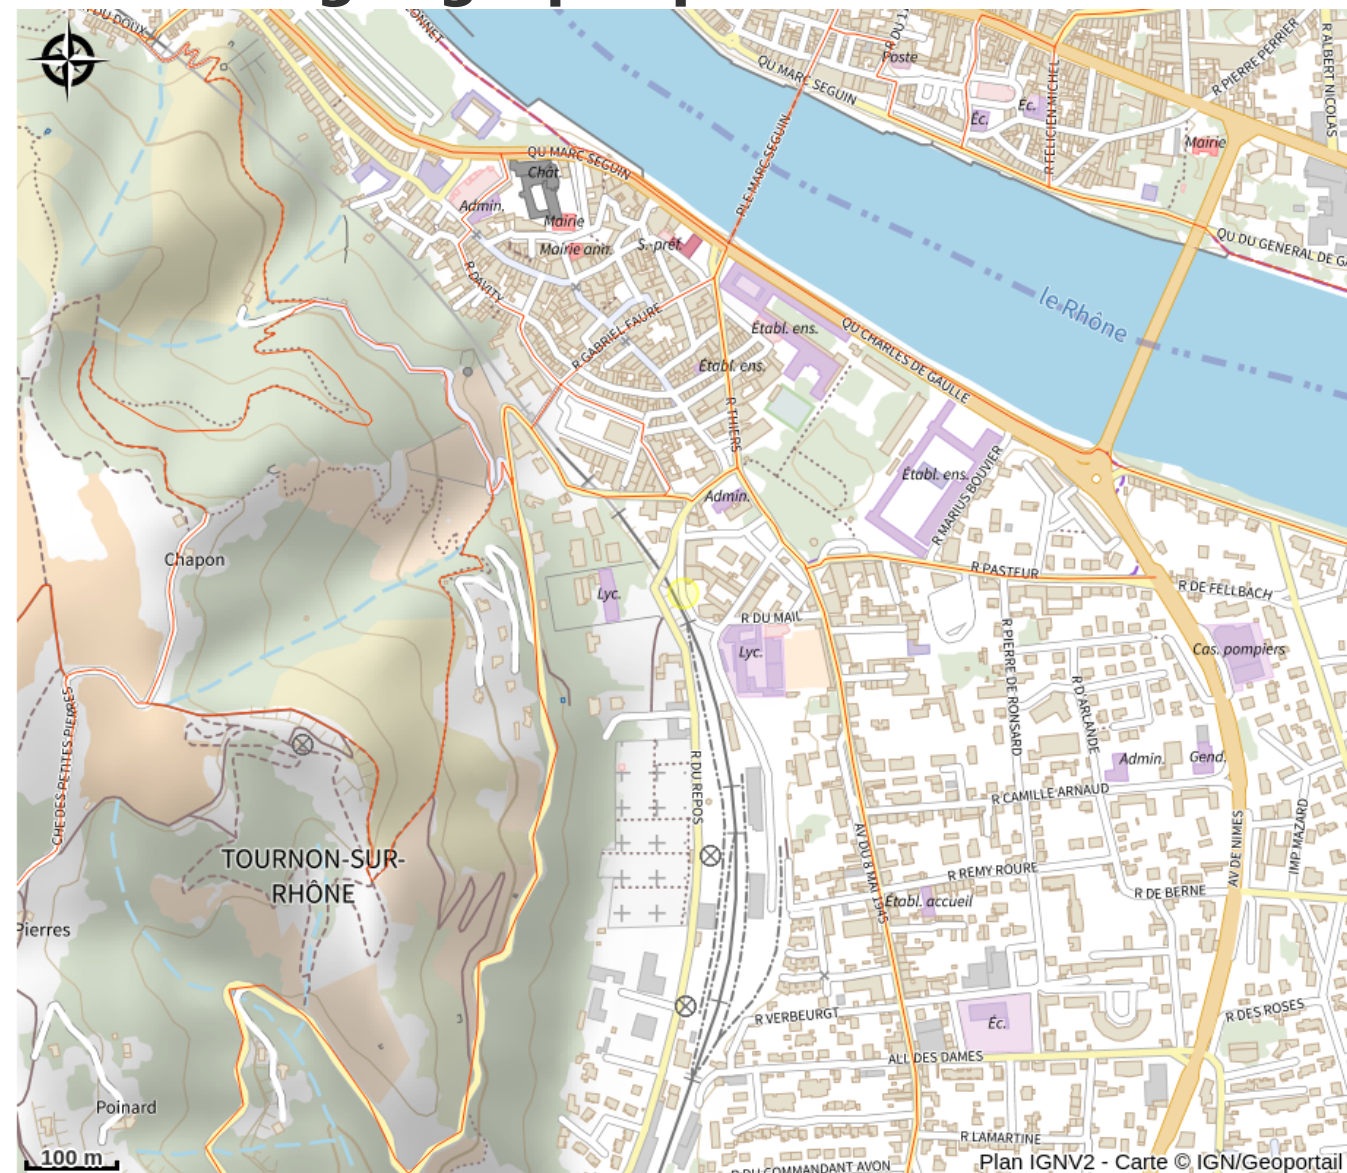 DU DOUX
QU MARC SEGUIN
R DU 1
Poste
R PIERRE PERRIER
R ALBERT NICOLAS
Éc.
Éc.
R FELICIEN MICHEL
Mairie
QU MARC SEGUIN
PLE MARC SEGUIN
Chât.
Admin.
Mairie
Mairie ann.
S.-préf.
QU DU GENERAL DE GA
R DAVITY
le Rhône
R GABRIEL FAURE
Établ. ens.
QU CHARLES DE GAULLE
Établ. ens.
R THIERS
Établ. ens.
R MARIUS BOUVIER
Admin.
Chapon
R PASTEUR
R DE FELLBACH
Lyc.
R DU MAIL
Lyc.
R PIERRE DE RONSARD
Cas. pompiers
CHE DES PETITES PIERRES
R D'ARLANDE
R DU REPOS
Admin.
Gend.
R CAMILLE ARNAUD
AV DU 8 MAI 1945
AV DE NIMES
IMP MAZARD
TOURNON-SUR-
RHÔNE
R REMY ROURE
R DE BERNE
Établ. accueil
Pierres
R VERBEURGT
Éc.
R DES ROSES
ALL DES DAMES
Poinard
R LAMARTINE
R DU COMMANDANT AVON
100 m
Plan IGNV2 - Carte © IGN/Geoportail